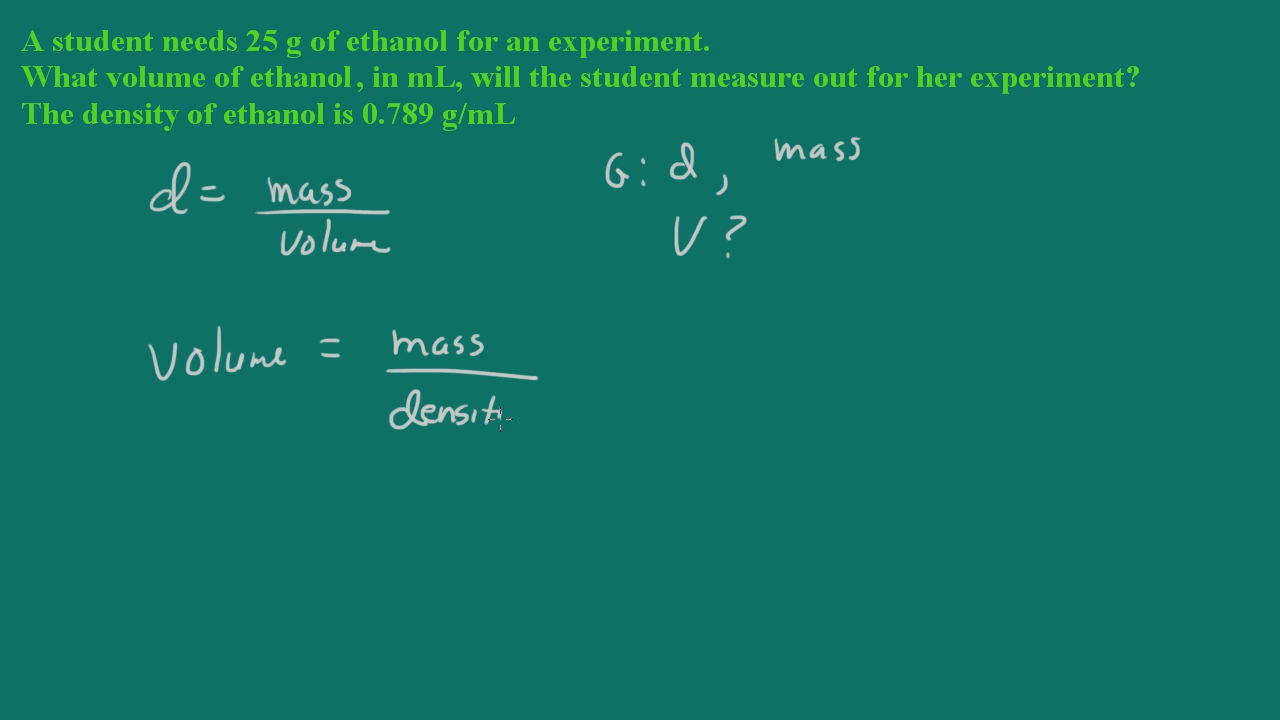 A student needs 25 g of ethanol for an experiment.
What volume of ethanol, in mL, will the student measure out for her experiment?
The density of ethanol is 0.789 g/mL
d = mass
volume
G: d, mass
V ?
volume = mass
densit